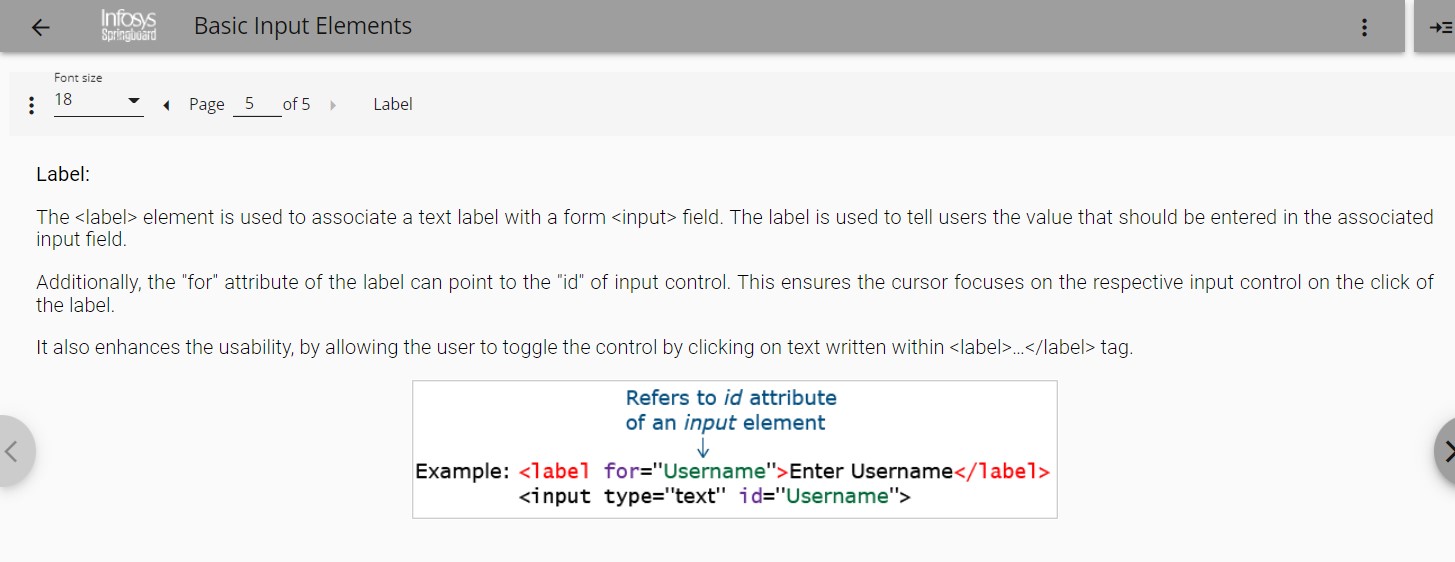 Infosys
Springboard
Basic Input Elements
Font size
18
Page 5 of 5
Label
Label:
The <label> element is used to associate a text label with a form <input> field. The label is used to tell users the value that should be entered in the associated
input field.
Additionally, the "for" attribute of the label can point to the "id" of input control. This ensures the cursor focuses on the respective input control on the click of
the label.
It also enhances the usability, by allowing the user to toggle the control by clicking on text written within <label>...</label> tag.
Refers to id attribute
of an input element
Example: <label for="Username">Enter Username</label>
<input type="text" id="Username">